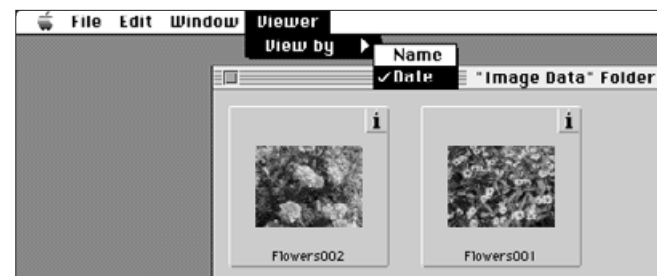 File Edit Window Viewer
View by
Name
✓Date
"Image Data" Folder
i
i
Flowers002
Flowers001